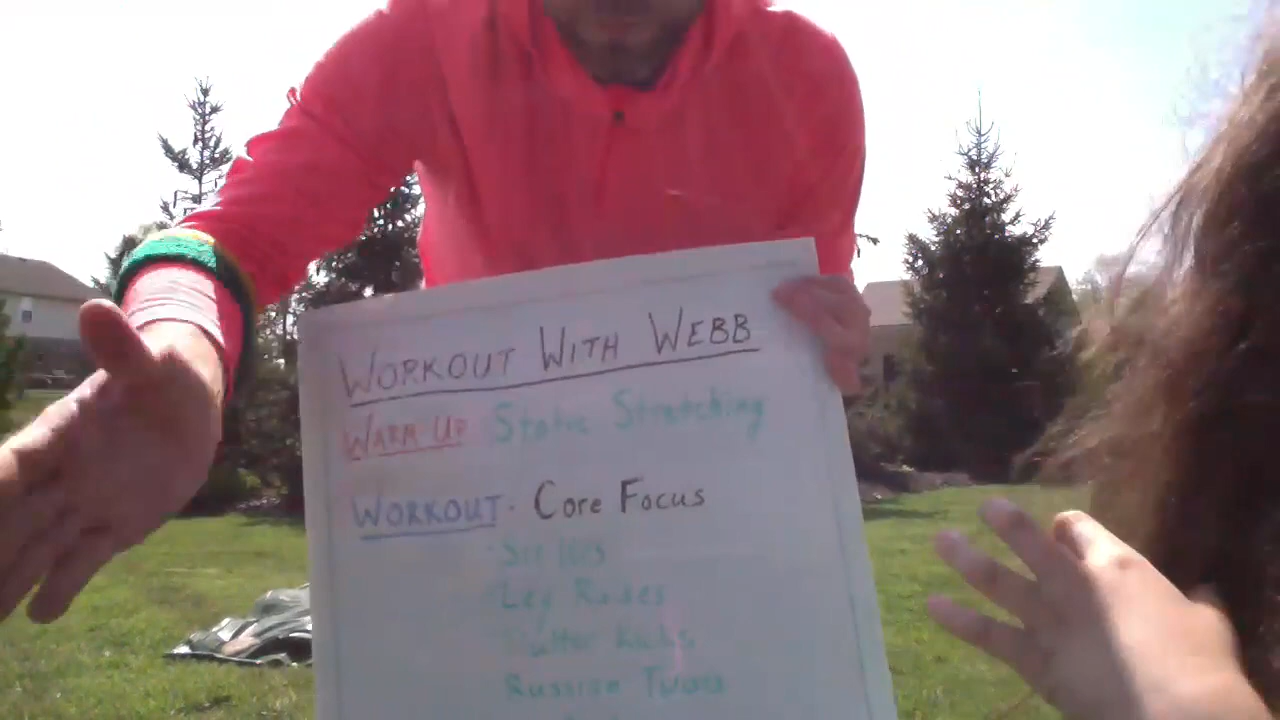 WORKOUT WITH WEBB
WARM UP Static Stretching
WORKOUT- Core Focus
- Sit Ups
- Leg Raises
- Flutter Kicks
- Russian Twists